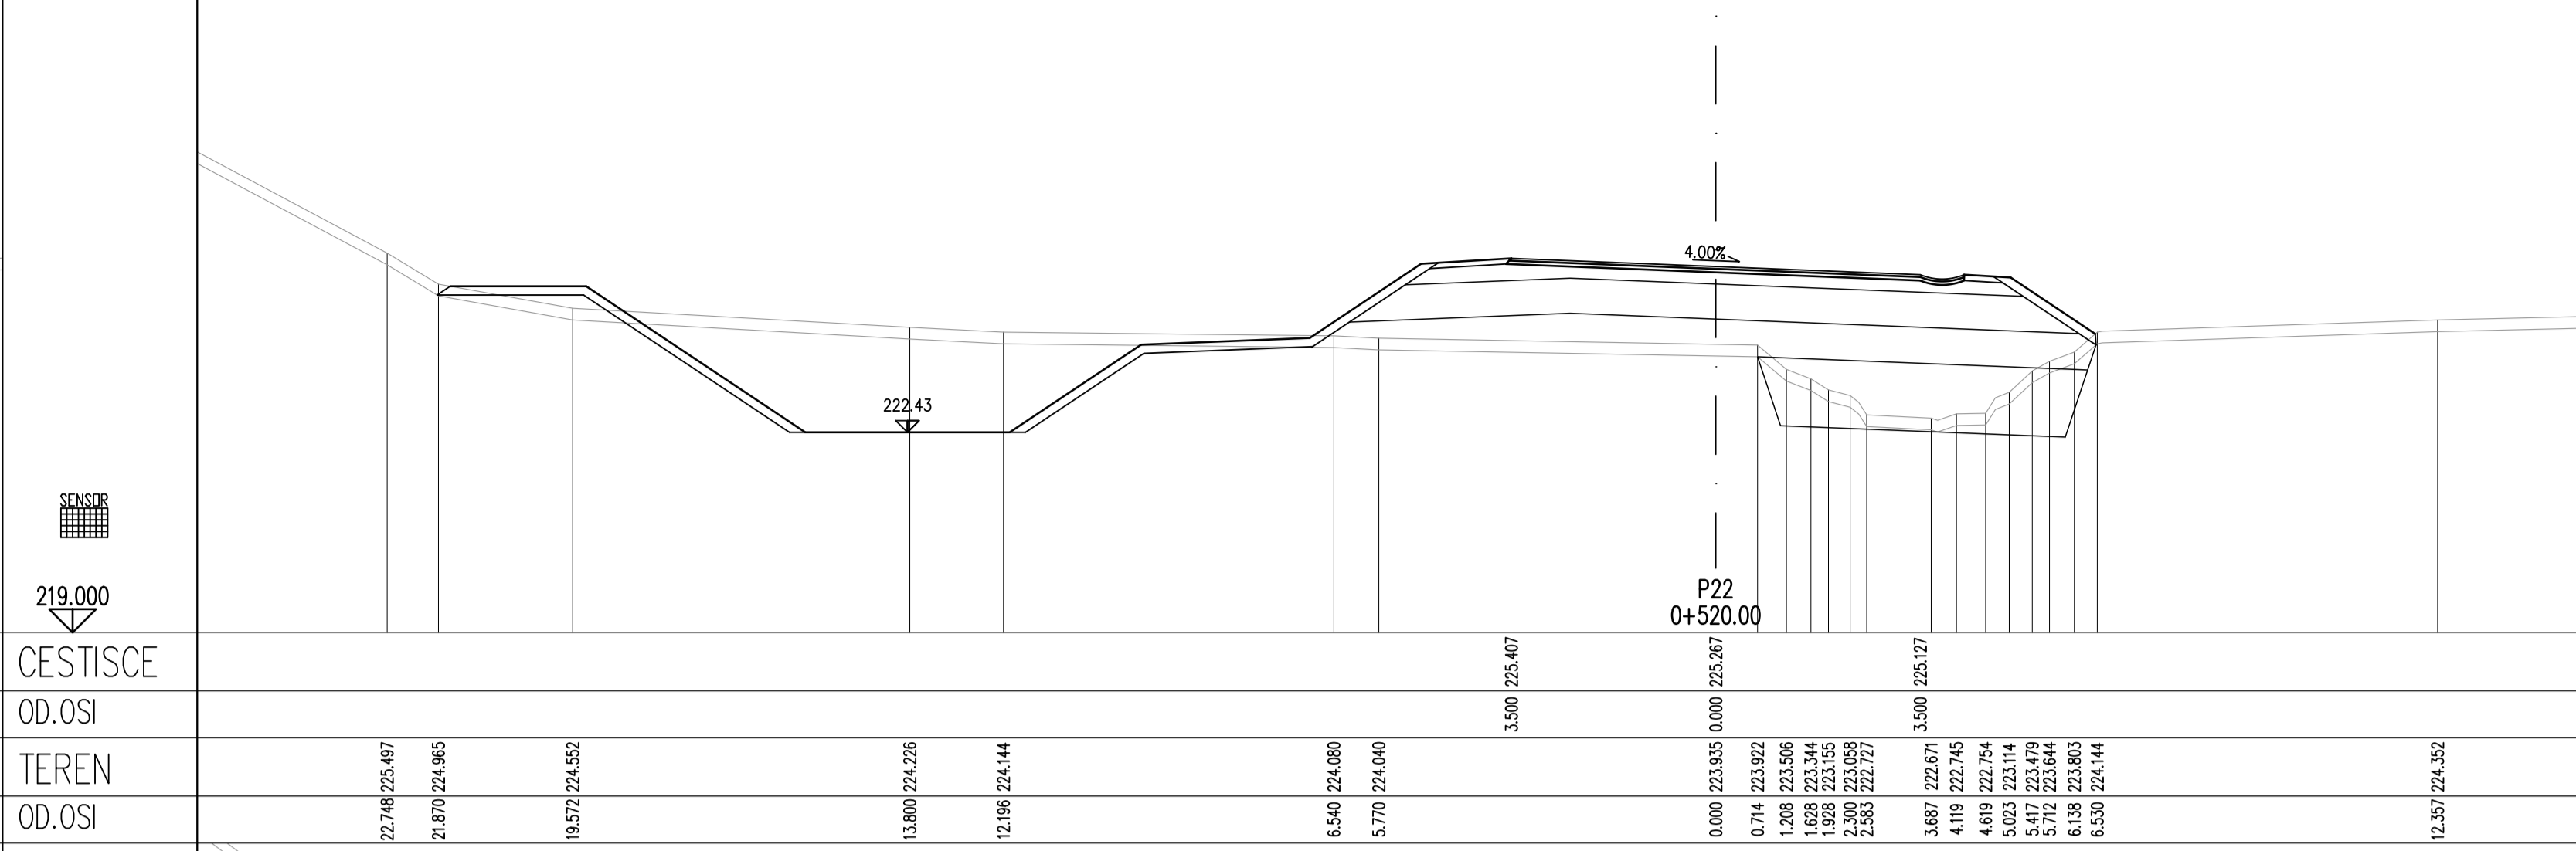 4.00%
222.43
SENSOR
219.000
P22
0+520.00
CESTISCE
225.407 225.267 225.127
OD.OSI
3.500 0.000 3.500
TEREN
225.497 224.965 224.552 224.226 224.144 224.080 224.040 223.935 223.922 223.506 223.344 223.155 223.058 222.727 222.671 222.745 222.754 223.114 223.479 223.644 223.803 224.144 224.352
OD.OSI
22.748 21.870 19.572 13.800 12.196 6.540 5.770 0.000 0.714 1.208 1.628 1.928 2.300 2.583 3.687 4.119 4.619 5.023 5.417 5.712 6.138 6.530 12.357